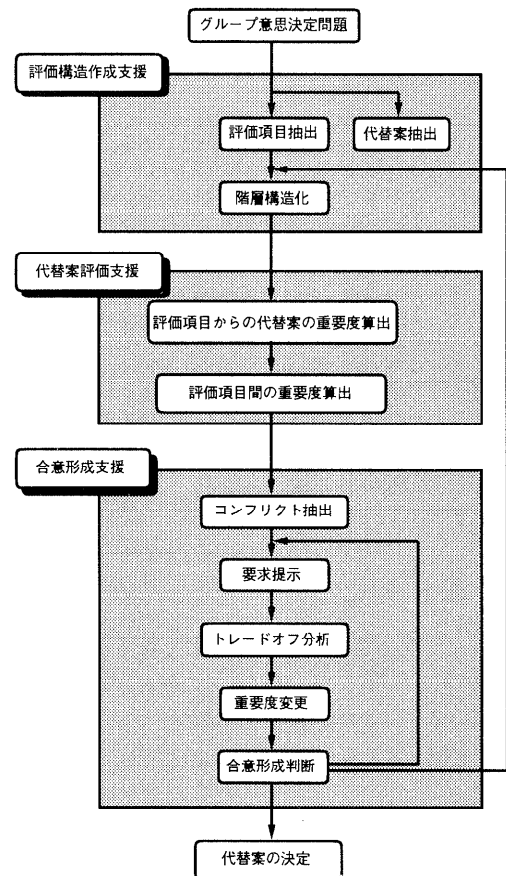 グループ意思決定問題
評価構造作成支援
評価項目抽出
代替案抽出
階層構造化
代替案評価支援
評価項目からの代替案の重要度算出
評価項目間の重要度算出
合意形成支援
コンフリクト抽出
要求提示
トレードオフ分析
重要度変更
合意形成判断
代替案の決定